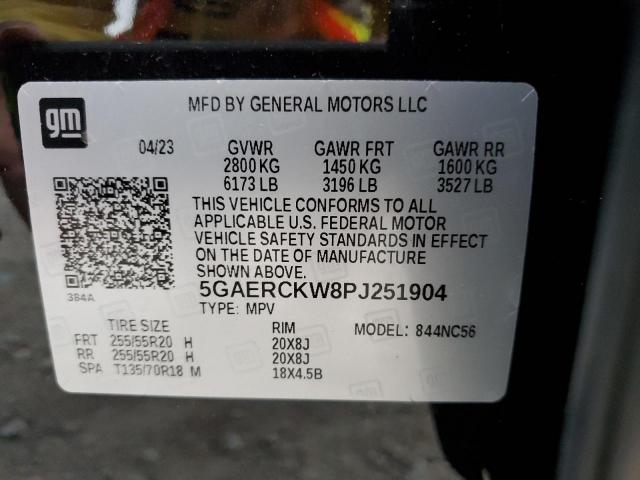 gm
MFD BY GENERAL MOTORS LLC
04/23 GVWR GAWR FRT GAWR RR
2800 KG 1450 KG 1600 KG
6173 LB 3196 LB 3527 LB
THIS VEHICLE CONFORMS TO ALL
APPLICABLE U.S. FEDERAL MOTOR
VEHICLE SAFETY STANDARDS IN EFFECT
ON THE DATE OF MANUFACTURE
SHOWN ABOVE.
384A
5GAERCKW8PJ251904
TYPE: MPV
TIRE SIZE RIM MODEL: 844NC56
FRT 255/55R20 H 20X8J
RR 255/55R20 H 20X8J
SPA T135/70R18 M 18X4.5B